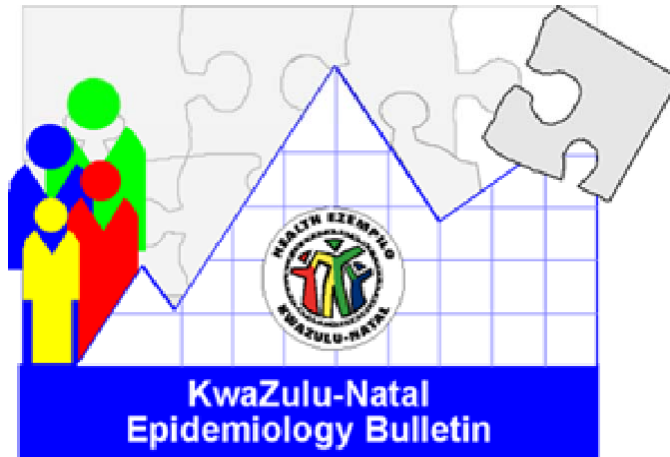 HEALTH EZEMPILO
KWAZULU-NATAL
KwaZulu-Natal
Epidemiology Bulletin